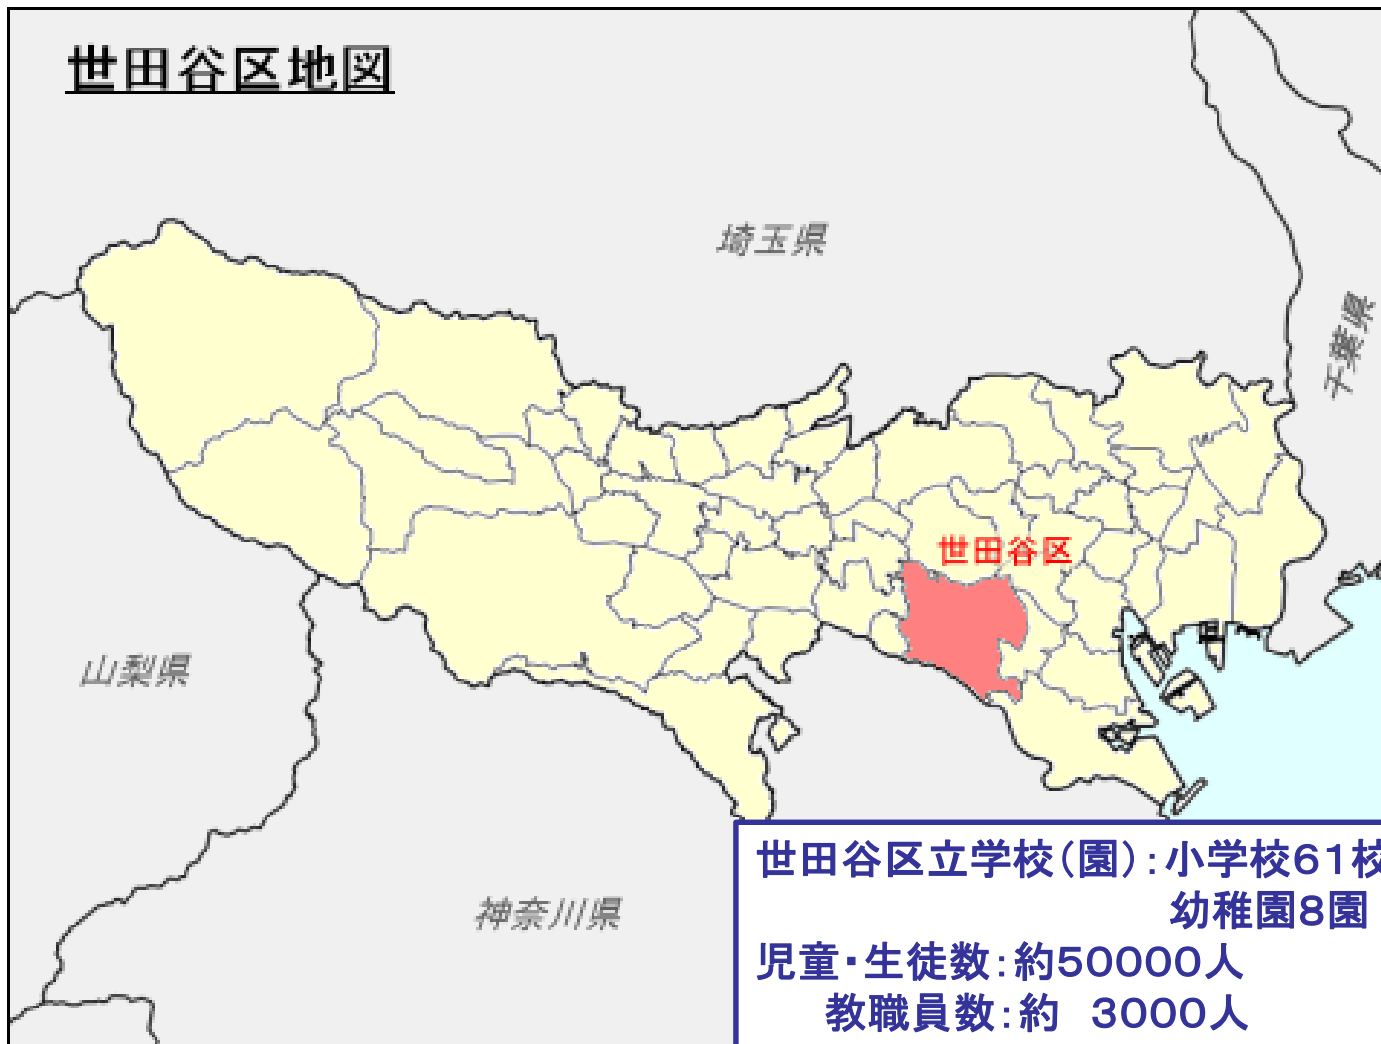 世田谷区地図
埼玉県
千葉県
世田谷区
山梨県
神奈川県
世田谷区立学校（園）：小学校６１校
幼稚園８園
児童・生徒数：約５００００人
教職員数：約　３０００人